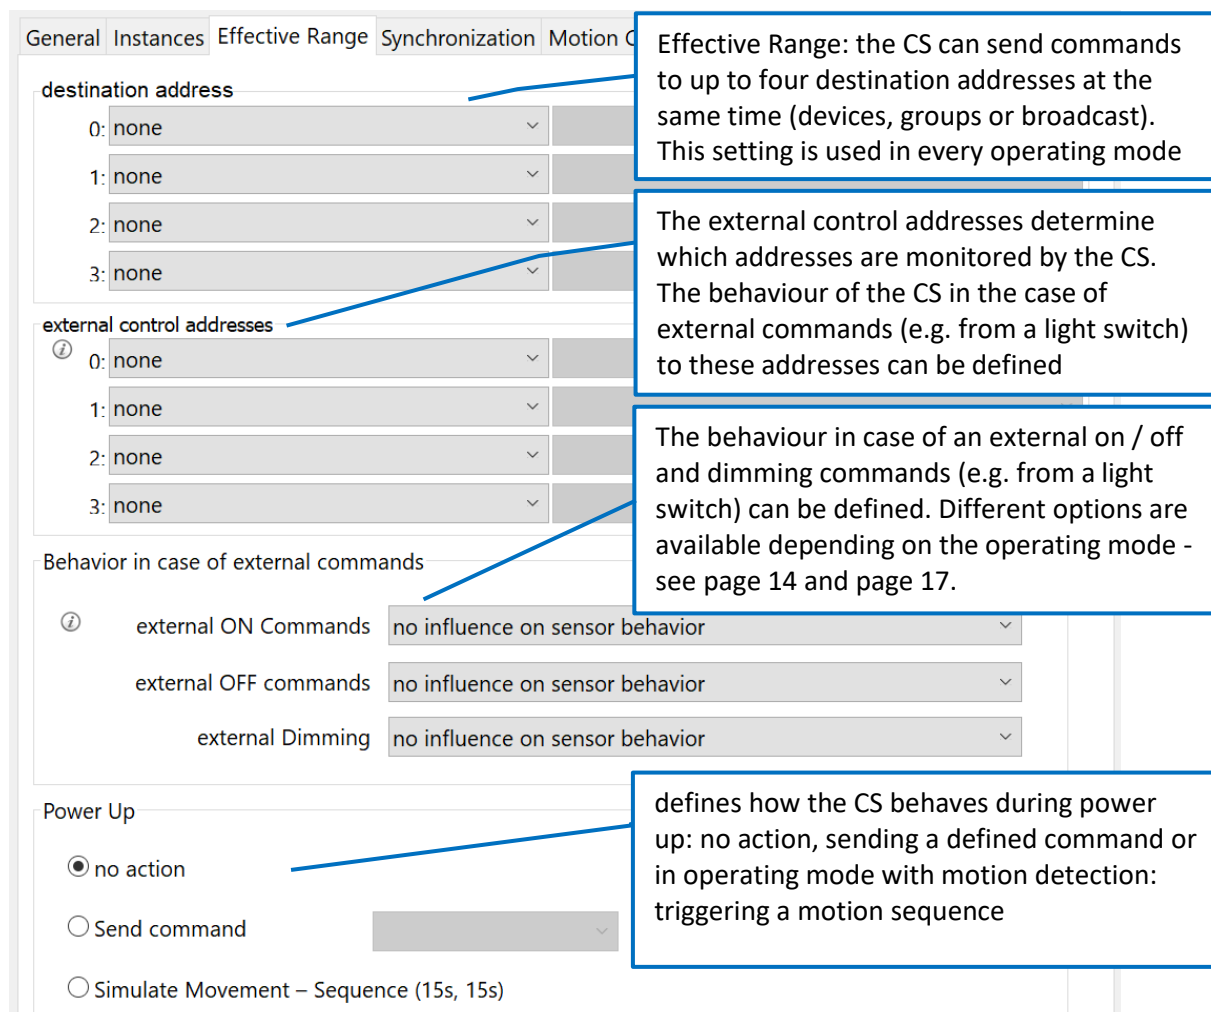 General Instances Effective Range Synchronization Motion
Effective Range: the CS can send commands
to up to four destination addresses at the
same time (devices, groups or broadcast).
This setting is used in every operating mode
destination address
0: none
1: none
2: none
3: none
The external control addresses determine
which addresses are monitored by the CS.
The behaviour of the CS in the case of
external commands (e.g. from a light switch)
to these addresses can be defined
external control addresses
0: none
1: none
2: none
3: none
The behaviour in case of an external on / off
and dimming commands (e.g. from a light
switch) can be defined. Different options are
available depending on the operating mode -
see page 14 and page 17.
Behavior in case of external commands
external ON Commands no influence on sensor behavior
external OFF commands no influence on sensor behavior
external Dimming no influence on sensor behavior
defines how the CS behaves during power
up: no action, sending a defined command or
in operating mode with motion detection:
triggering a motion sequence
Power Up
no action
Send command
Simulate Movement – Sequence (15s, 15s)